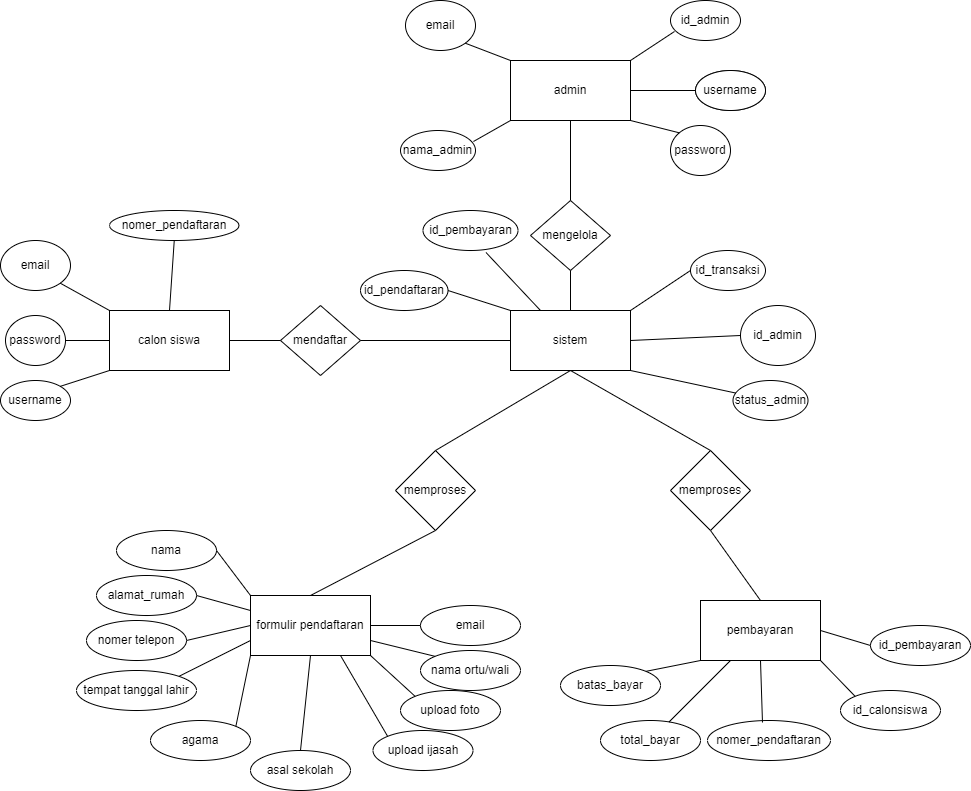 email
id_admin
admin
username
nama_admin
password
nomer_pendaftaran
id_pembayaran
mengelola
email
id_transaksi
id_pendaftaran
password
calon siswa
mendaftar
sistem
id_admin
username
status_admin
memproses
memproses
nama
alamat_rumah
formulir pendaftaran
email
pembayaran
nomer telepon
id_pembayaran
nama ortu/wali
batas_bayar
tempat tanggal lahir
upload foto
id_calonsiswa
agama
upload ijasah
total_bayar
nomer_pendaftaran
asal sekolah